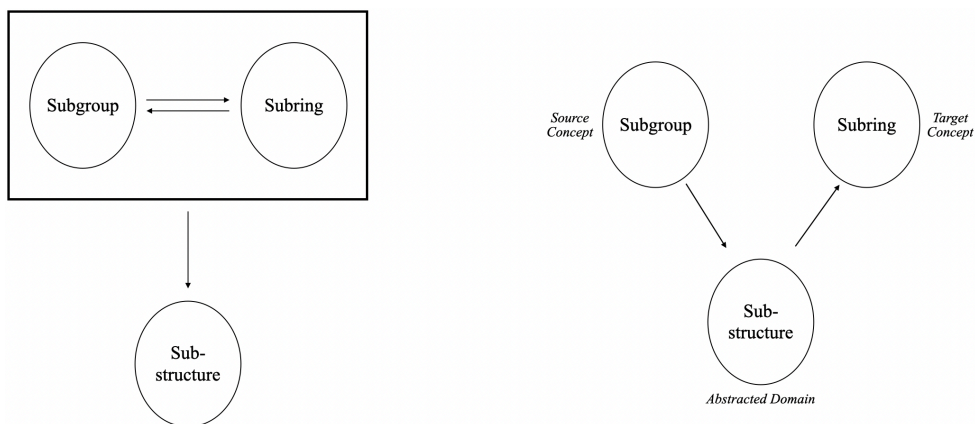 Subgroup
Subring
Sub-
structure
Source
Concept
Subgroup
Subring
Target
Concept
Sub-
structure
Abstracted Domain